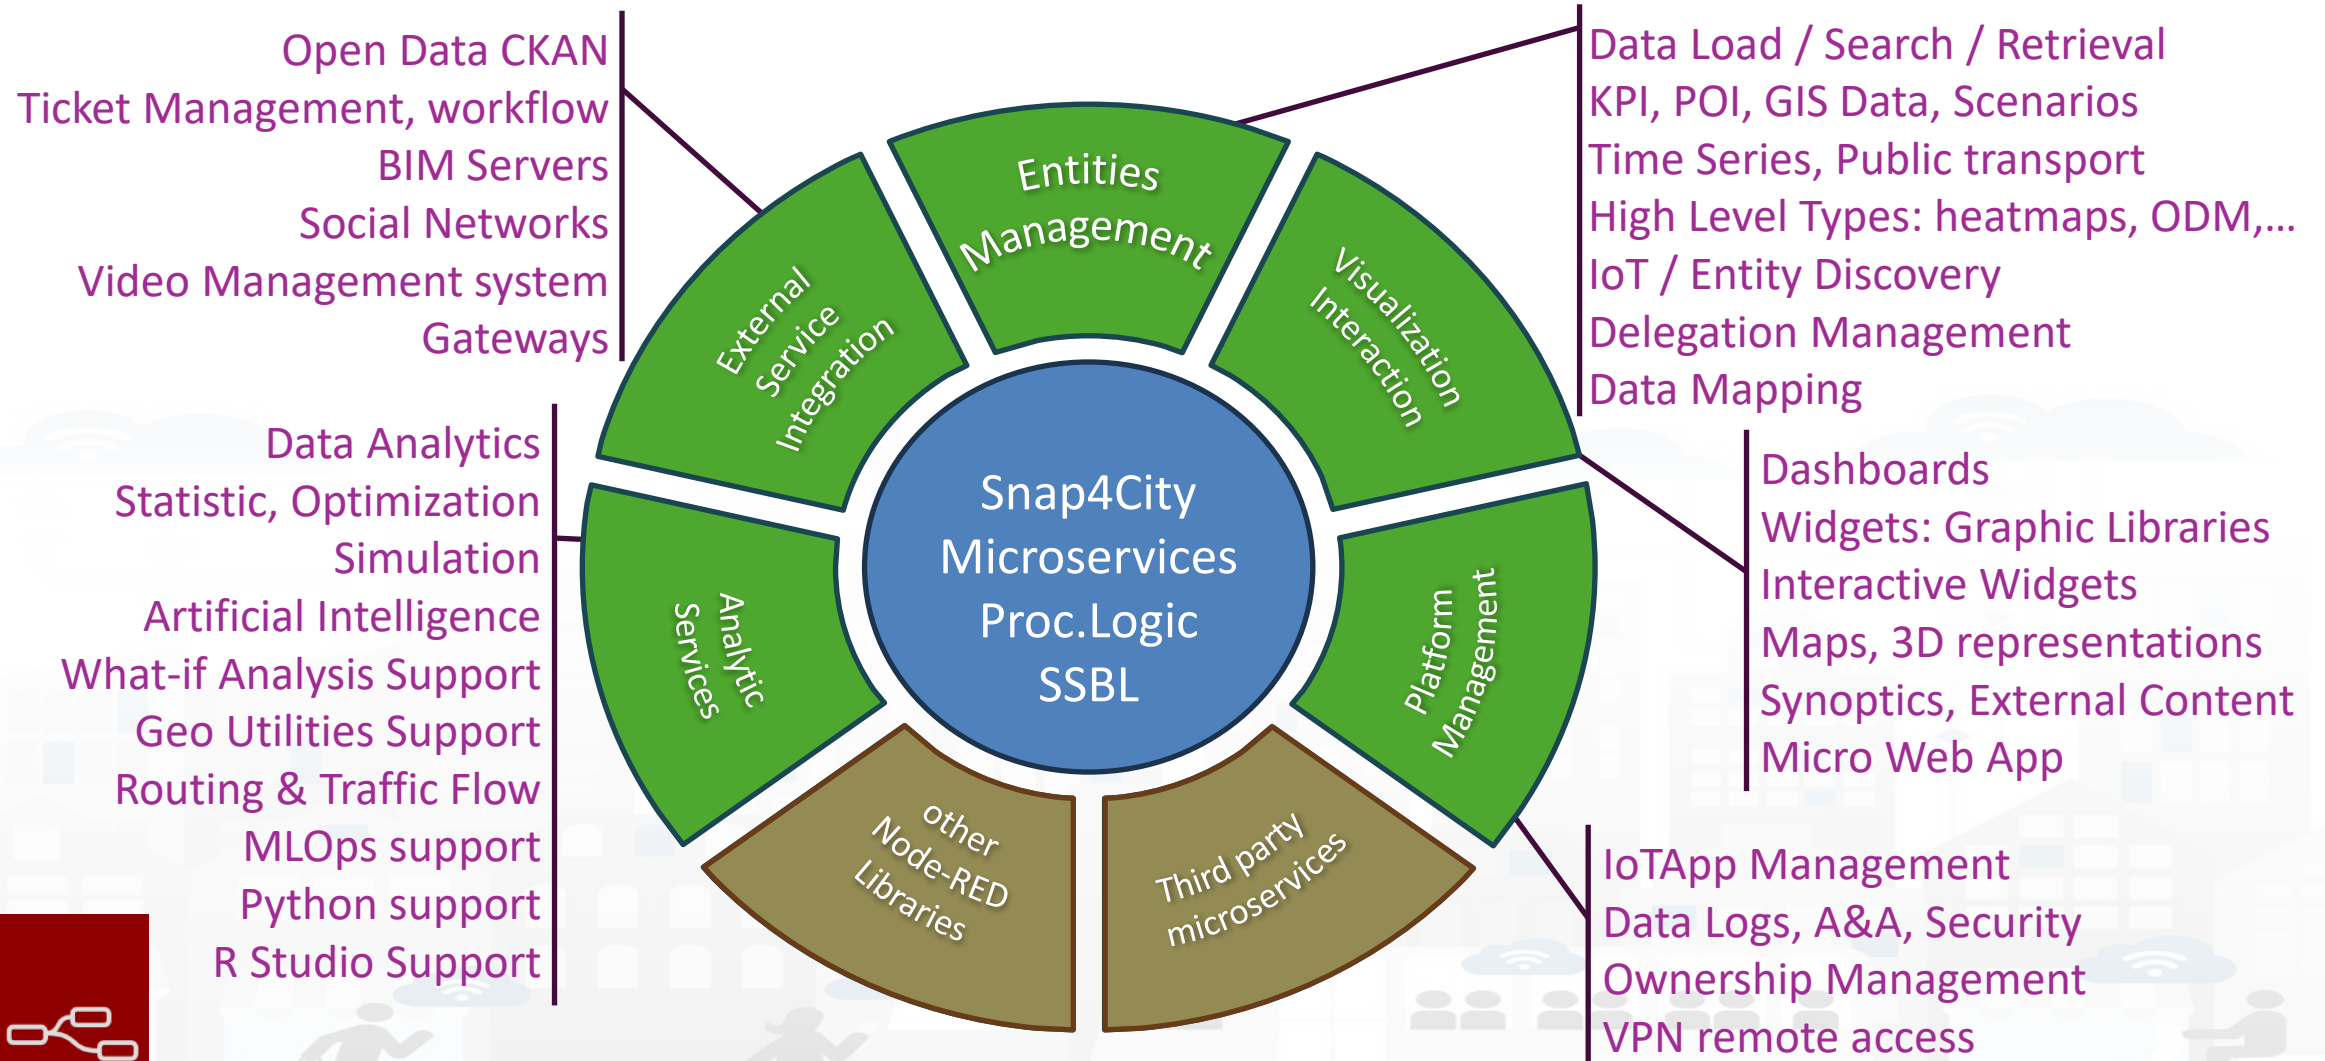 Open Data CKAN
Ticket Management, workflow
BIM Servers
Social Networks
Video Management system
Gateways
Data Analytics
Statistic, Optimization
Simulation
Artificial Intelligence
What-if Analysis Support
Geo Utilities Support
Routing & Traffic Flow
MLOps support
Python support
R Studio Support
Entities
Management
External
Service
Integration
Visualization
Interaction
Analytic
Services
Platform
Management
other
Node-RED
Libraries
Third party
microservices
Snap4City
Microservices
Proc.Logic
SSBL
Data Load / Search / Retrieval
KPI, POI, GIS Data, Scenarios
Time Series, Public transport
High Level Types: heatmaps, ODM,...
IoT / Entity Discovery
Delegation Management
Data Mapping
Dashboards
Widgets: Graphic Libraries
Interactive Widgets
Maps, 3D representations
Synoptics, External Content
Micro Web App
IoTApp Management
Data Logs, A&A, Security
Ownership Management
VPN remote access